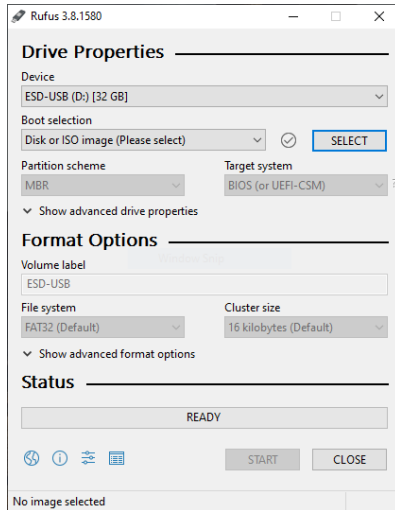 Rufus 3.8.1580
Drive Properties
Device
ESD-USB (D:) [32 GB]
Boot selection
Disk or ISO image (Please select)
SELECT
Partition scheme
Target system
MBR
BIOS (or UEFI-CSM)
?
Show advanced drive properties
Format Options
Volume label
Window Snip
ESD-USB
File system
Cluster size
FAT32 (Default)
16 kilobytes (Default)
Show advanced format options
Status
READY
START
CLOSE
No image selected